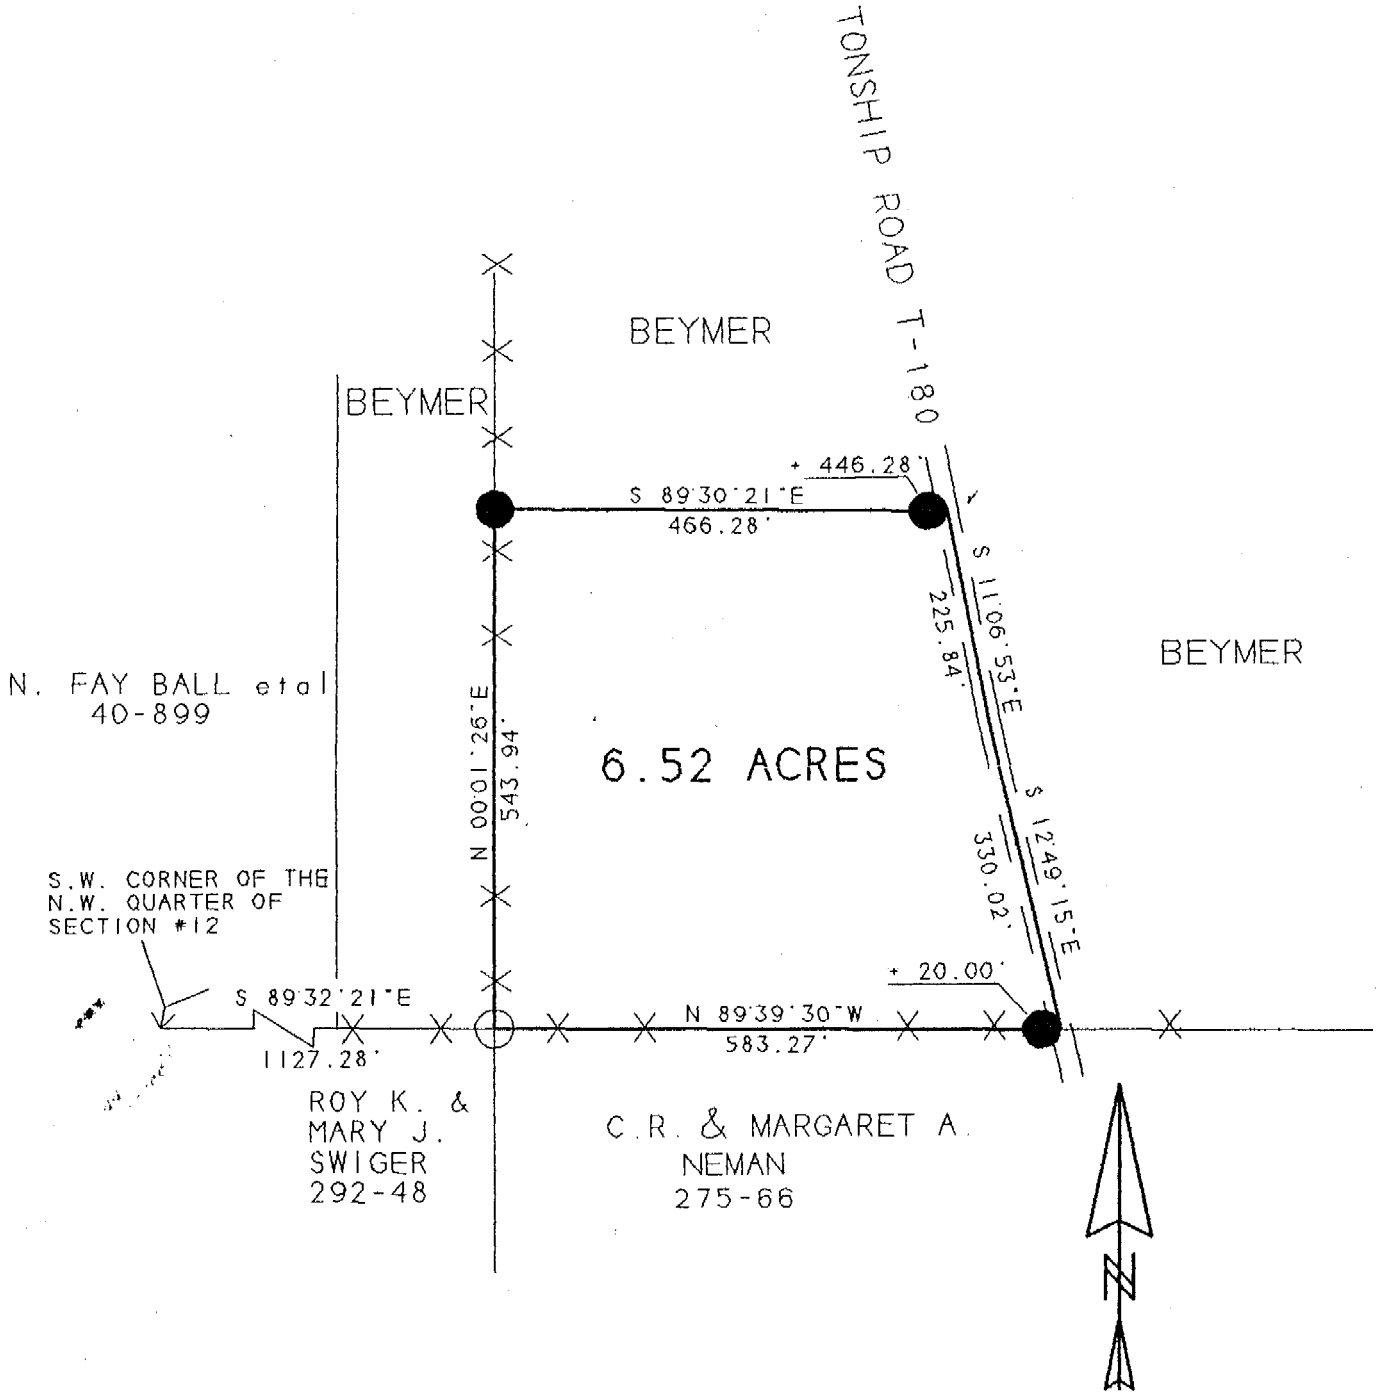 TONSHIP ROAD T-180
BEYMER
BEYMER
+ 446.28'
S 89°30'21"E
466.28'
S 11°06'53"E
225.84'
BEYMER
N. FAY BALL etal
40-899
N 00°01'26"E
543.94'
6.52 ACRES
S 12°49'15"E
330.02'
S.W. CORNER OF THE
N.W. QUARTER OF
SECTION #12
+ 20.00'
S 89°32'21"E
1127.28'
N 89°39'30"W
583.27'
ROY K. &
MARY J.
SWIGER
292-48
C.R. & MARGARET A.
NEMAN
275-66
N